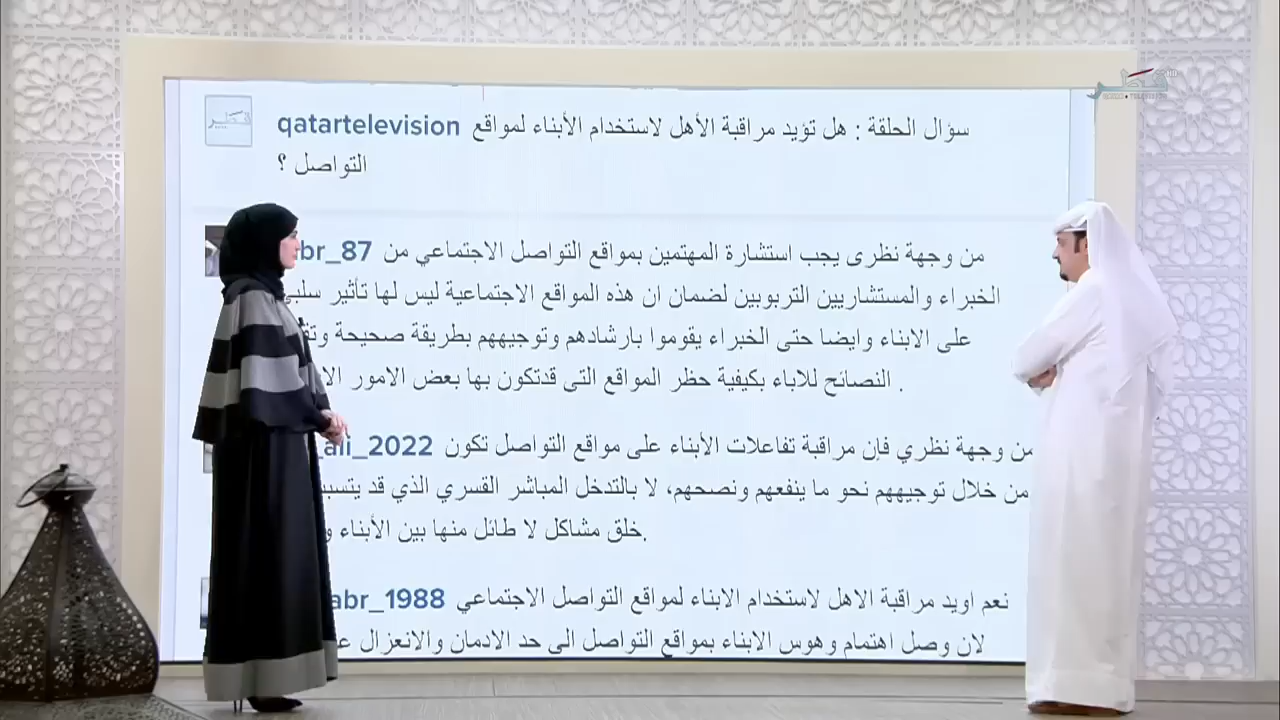 قطر HD
qatartelevision سؤال الحلقة : هل تؤيد مراقبة الأهل لاستخدام الأبناء لمواقع
التواصل ؟
br_87 من وجهة نظرى يجب استشارة المهتمين بمواقع التواصل الاجتماعي من
الخبراء والمستشاريين التربوبين لضمان ان هذه المواقع الاجتماعية ليس لها تأثير سلبي
على الابناء وايضا حتى الخبراء يقوموا بارشادهم وتوجيههم بطريقة صحيحة
النصائح للاباء بكيفية حظر المواقع التى قدتكون بها بعض الامور .
_ali_2022 من وجهة نظري فإن مراقبة تفاعلات الأبناء على مواقع التواصل تكون
من خلال توجيههم نحو ما ينفعهم ونصحهم، لا بالتدخل المباشر القسري الذي قد
خلق مشاكل لا طائل منها بين الأبناء.
abr_1988 نعم اويد مراقبة الاهل لاستخدام الابناء لمواقع التواصل الاجتماعي
لان وصل اهتمام وهوس الابناء بمواقع التواصل الى حد الادمان والانعزال